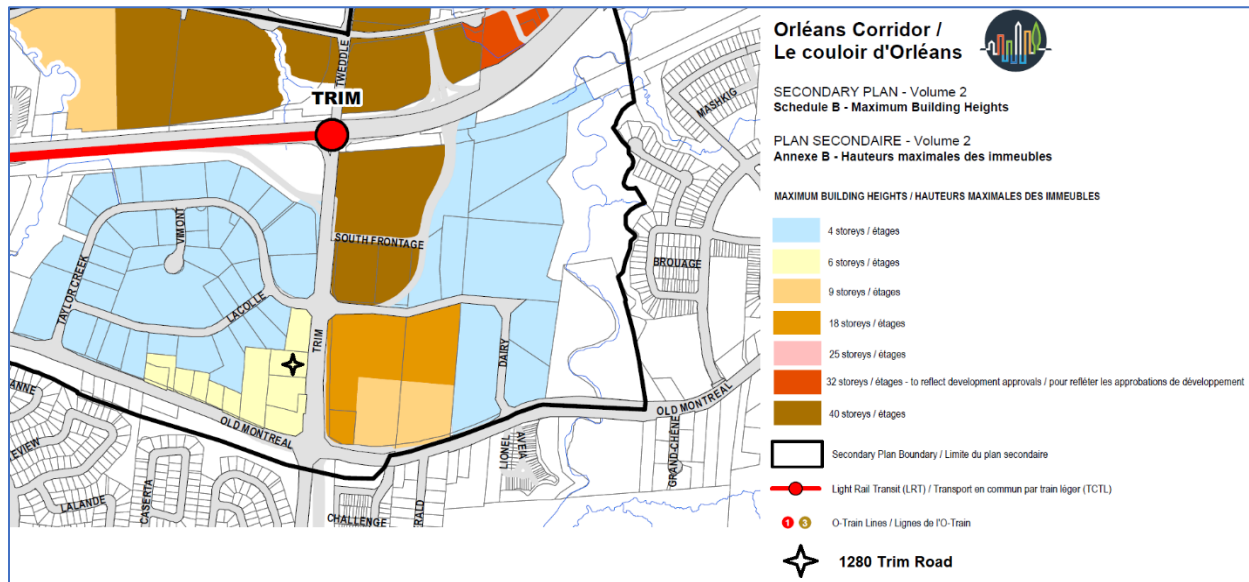 TWEDDLE
TRIM
MASHKIG
SOUTH FRONTAGE
VIMONT
BROUAGE
TAYLOR CREEK
LACOLLE
TRIM
DAIRY
OLD MONTREAL
OLD MONTREAL
LALANDE
CASERTA
CHALLENGE
LIONEL
AVEIA
GRAND-CHÊNE
Orléans Corridor /
Le couloir d'Orléans
SECONDARY PLAN - Volume 2
Schedule B - Maximum Building Heights
PLAN SECONDAIRE - Volume 2
Annexe B - Hauteurs maximales des immeubles
MAXIMUM BUILDING HEIGHTS / HAUTEURS MAXIMALES DES IMMEUBLES
4 storeys / étages
6 storeys / étages
9 storeys / étages
18 storeys / étages
25 storeys / étages
32 storeys / étages - to reflect development approvals / pour refléter les approbations de développement
40 storeys / étages
Secondary Plan Boundary / Limite du plan secondaire
Light Rail Transit (LRT) / Transport en commun par train léger (TCTL)
1 3 O-Train Lines / Lignes de l'O-Train
1280 Trim Road